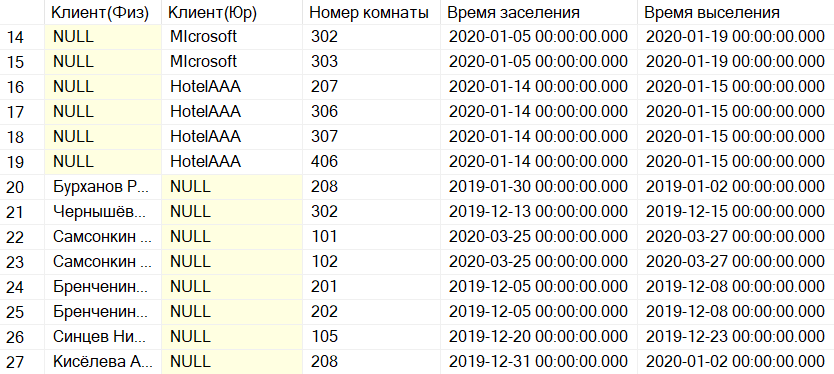 Клиент(Физ) Клиент(Юр) Номер комнаты Время заселения Время выселения
14 NULL MIcrosoft 302 2020-01-05 00:00:00.000 2020-01-19 00:00:00.000
15 NULL MIcrosoft 303 2020-01-05 00:00:00.000 2020-01-19 00:00:00.000
16 NULL HotelAAA 207 2020-01-14 00:00:00.000 2020-01-15 00:00:00.000
17 NULL HotelAAA 306 2020-01-14 00:00:00.000 2020-01-15 00:00:00.000
18 NULL HotelAAA 307 2020-01-14 00:00:00.000 2020-01-15 00:00:00.000
19 NULL HotelAAA 406 2020-01-14 00:00:00.000 2020-01-15 00:00:00.000
20 Бурханов Р... NULL 208 2019-01-30 00:00:00.000 2019-01-02 00:00:00.000
21 Чернышёв... NULL 302 2019-12-13 00:00:00.000 2019-12-15 00:00:00.000
22 Самсонкин ... NULL 101 2020-03-25 00:00:00.000 2020-03-27 00:00:00.000
23 Самсонкин ... NULL 102 2020-03-25 00:00:00.000 2020-03-27 00:00:00.000
24 Бренченин... NULL 201 2019-12-05 00:00:00.000 2019-12-08 00:00:00.000
25 Бренченин... NULL 202 2019-12-05 00:00:00.000 2019-12-08 00:00:00.000
26 Синцев Ни... NULL 105 2019-12-20 00:00:00.000 2019-12-23 00:00:00.000
27 Кисёлева А... NULL 208 2019-12-31 00:00:00.000 2020-01-02 00:00:00.000